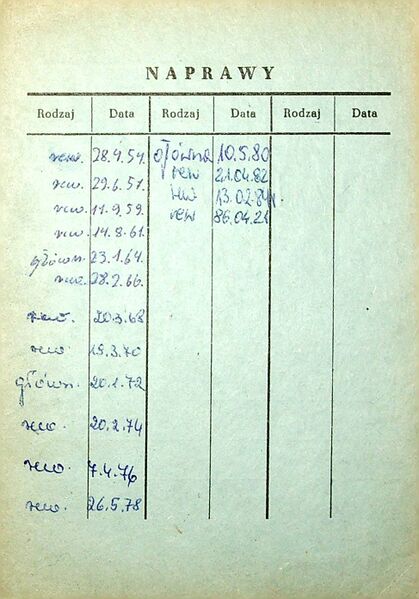 NAPRAWY
Rodzaj Data Rodzaj Data Rodzaj Data
rew. 28.4.54. główna 10.5.80
rew. 29.6.57. rew 21.04.82
rew. 11.9.59. rew 13.02.84r.
rew. 14.8.61. rew 86.04.21
główn. 23.1.64.
rew. 28.2.66.
rew. 20.3.68
rew 19.3.70
główn. 20.1.72
rew. 20.2.74
rew. 7.4.76
rew. 26.5.78